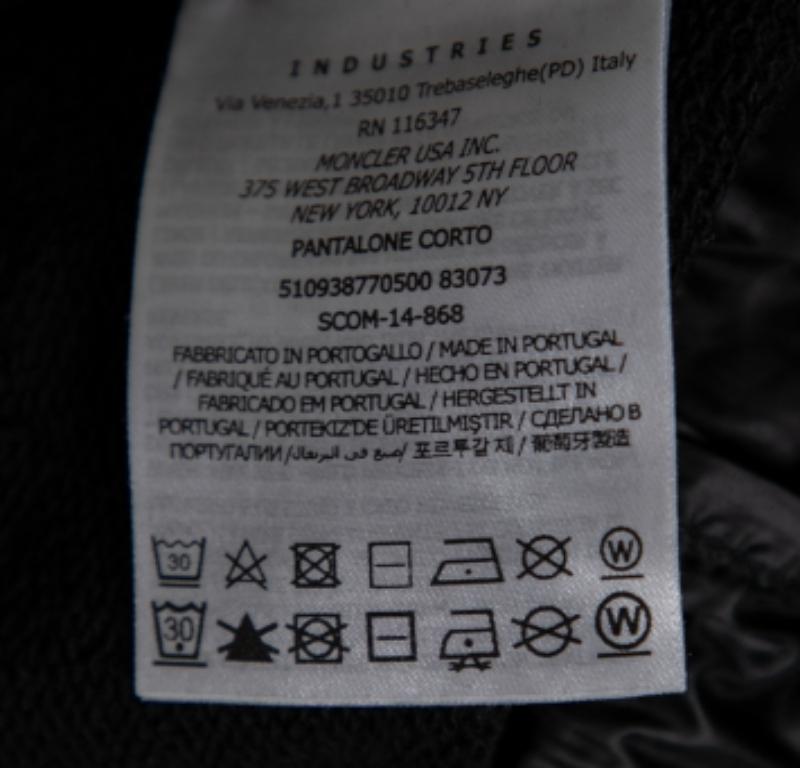 INDUSTRIES
Via Venezia,1 35010 Trebaseleghe(PD) Italy
RN 116347
MONCLER USA INC.
375 WEST BROADWAY 5TH FLOOR
NEW YORK, 10012 NY
PANTALONE CORTO
510938770500 83073
SCOM-14-868
FABBRICATO IN PORTOGALLO / MADE IN PORTUGAL
/ FABRIQUÉ AU PORTUGAL / HECHO EN PORTUGAL /
FABRICADO EM PORTUGAL / HERGESTELLT IN
PORTUGAL / PORTEKIZ'DE ÜRETILMIŞTIR / СДЕЛАНО В
ПОРТУГАЛИИ /صنع في البرتغال/ 포르투갈 제 / 葡萄牙製造
30 W
30 W